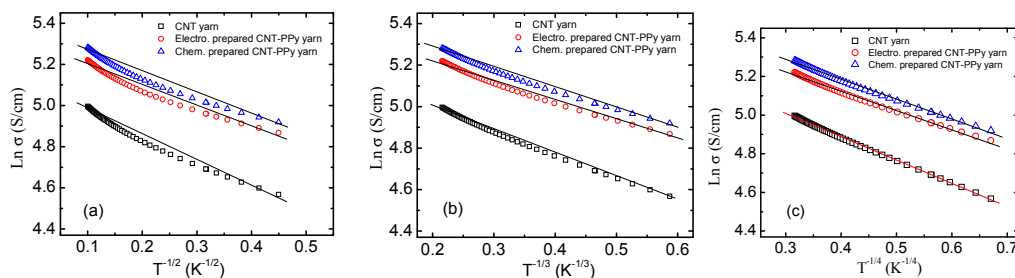 5.4
5.2
5.0
4.8
4.6
4.4
Ln σ (S/cm)
CNT yarn
Electro. prepared CNT-PPy yarn
Chem. prepared CNT-PPy yarn
(a)
0.1 0.2 0.3 0.4 0.5
T^-1/2 (K^-1/2)
5.4
5.2
5.0
4.8
4.6
4.4
Ln σ (S/cm)
CNT yarn
Electro. prepared CNT-PPy yarn
Chem. prepared CNT-PPy yarn
(b)
0.2 0.3 0.4 0.5 0.6
T^-1/3 (K^-1/3)
5.4
5.2
5.0
4.8
4.6
4.4
Ln σ (S/cm)
CNT yarn
Electro. prepared CNT-PPy yarn
Chem. prepared CNT-PPy yarn
(c)
0.3 0.4 0.5 0.6 0.7
T^-1/4 (K^-1/4)